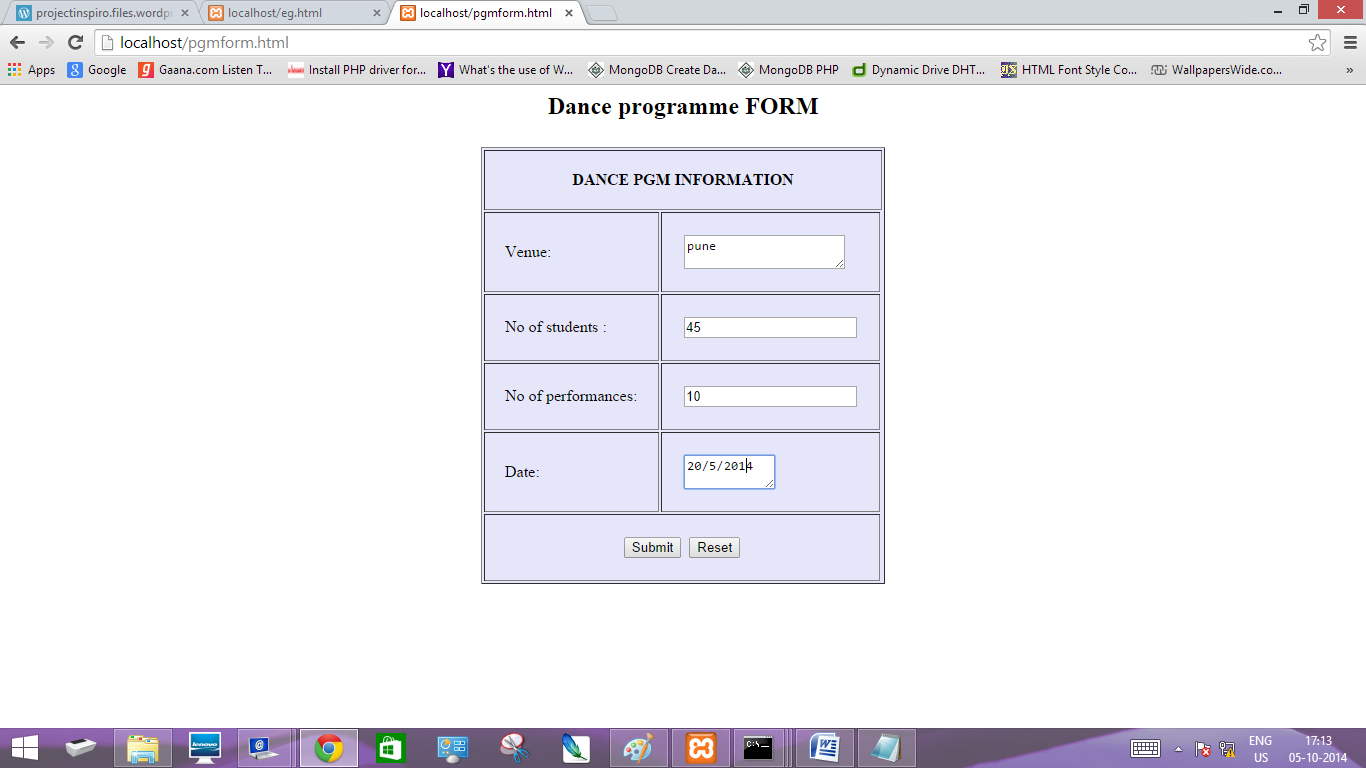 projectinspiro.files.wordpr
localhost/eg.html
localhost/pgmform.html
localhost/pgmform.html
Apps Google Gaana.com Listen T... Install PHP driver for... What's the use of W... MongoDB Create Da... MongoDB PHP Dynamic Drive DHT... HTML Font Style Co... WallpapersWide.co... »
Dance programme FORM
DANCE PGM INFORMATION
Venue: pune
No of students : 45
No of performances: 10
Date: 20/5/2014
Submit Reset
lenovo
C:\
ENG 17:13
US 05-10-2014